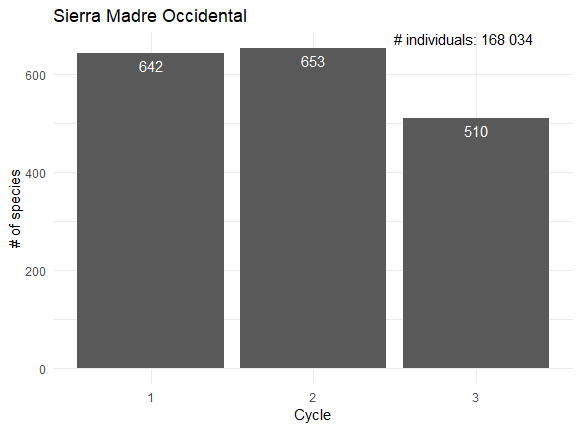 Sierra Madre Occidental
# individuals: 168 034
600
400
200
0
# of species
642
653
510
1
2
3
Cycle